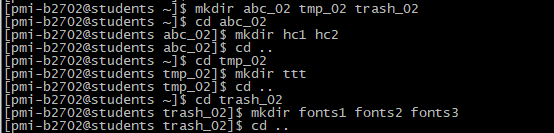 [pmi-b2702@students ~]$ mkdir abc_02 tmp_02 trash_02
[pmi-b2702@students ~]$ cd abc_02
[pmi-b2702@students abc_02]$ mkdir hc1 hc2
[pmi-b2702@students abc_02]$ cd ..
[pmi-b2702@students ~]$ cd tmp_02
[pmi-b2702@students tmp_02]$ mkdir ttt
[pmi-b2702@students tmp_02]$ cd ..
[pmi-b2702@students ~]$ cd trash_02
[pmi-b2702@students trash_02]$ mkdir fonts1 fonts2 fonts3
[pmi-b2702@students trash_02]$ cd ..